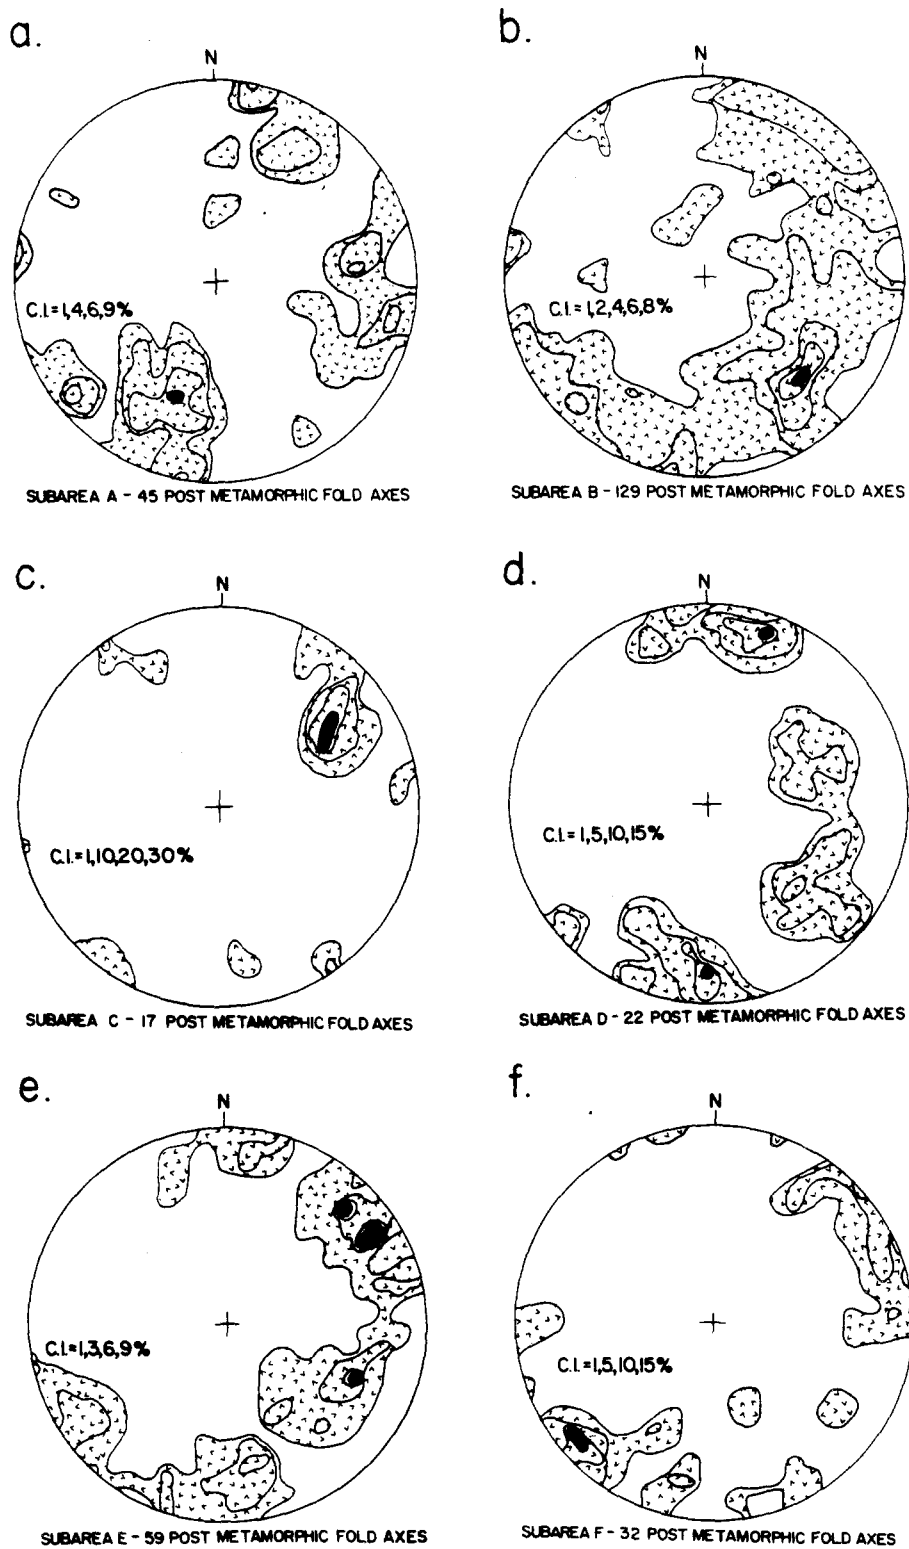 a.
N
C.I.=1,4,6,9%
SUBAREA A - 45 POST METAMORPHIC FOLD AXES
b.
N
C.I.=1,2,4,6,8%
SUBAREA B - 129 POST METAMORPHIC FOLD AXES
c.
N
C.I.=1,10,20,30%
SUBAREA C - 17 POST METAMORPHIC FOLD AXES
d.
N
C.I.=1,5,10,15%
SUBAREA D - 22 POST METAMORPHIC FOLD AXES
e.
N
C.I.=1,3,6,9%
SUBAREA E - 59 POST METAMORPHIC FOLD AXES
f.
N
C.I.=1,5,10,15%
SUBAREA F - 32 POST METAMORPHIC FOLD AXES